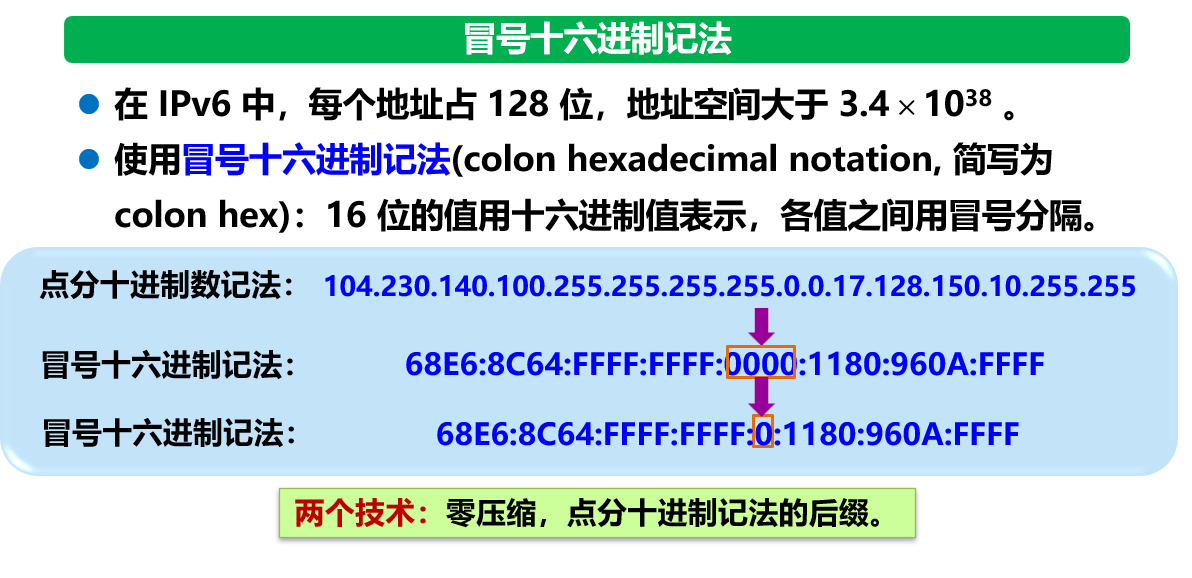 冒号十六进制记法
在 IPv6 中，每个地址占 128 位，地址空间大于 3.4 × 10³⁸ 。
使用冒号十六进制记法(colon hexadecimal notation, 简写为
colon hex)：16 位的值用十六进制值表示，各值之间用冒号分隔。
点分十进制数记法： 104.230.140.100.255.255.255.255.0.0.17.128.150.10.255.255
冒号十六进制记法： 68E6:8C64:FFFF:FFFF:0000:1180:960A:FFFF
冒号十六进制记法： 68E6:8C64:FFFF:FFFF:0:1180:960A:FFFF
两个技术：零压缩，点分十进制记法的后缀。